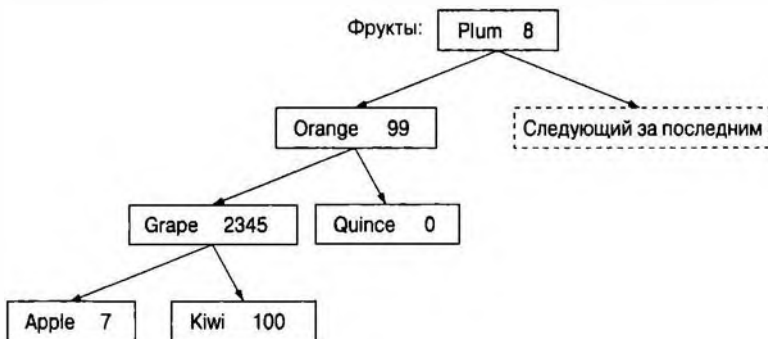 Фрукты:
Plum 8
Orange 99
Следующий за последним
Grape 2345
Quince 0
Apple 7
Kiwi 100